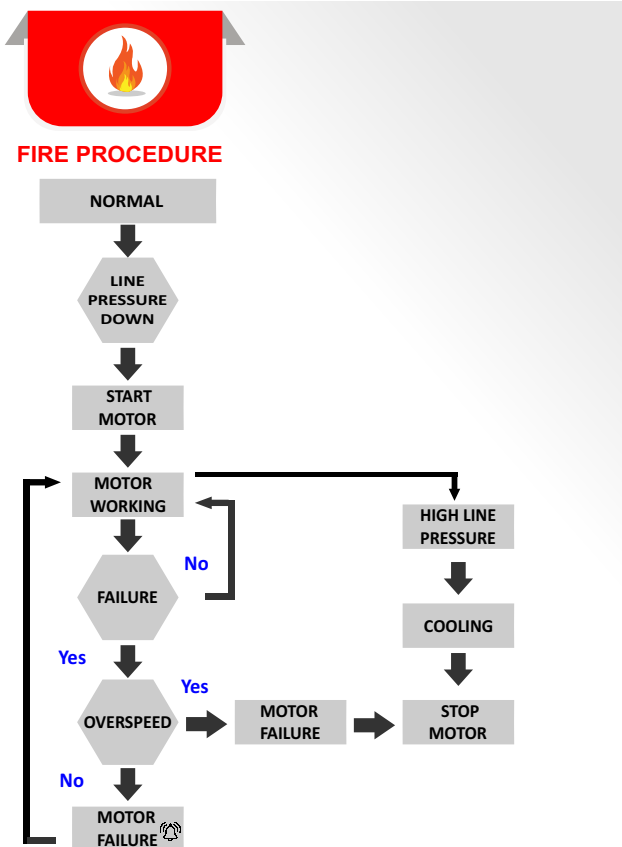 FIRE PROCEDURE
NORMAL
LINE
PRESSURE
DOWN
START
MOTOR
MOTOR
WORKING
HIGH LINE
PRESSURE
No
FAILURE
COOLING
Yes
Yes
OVERSPEED
MOTOR
FAILURE
STOP
MOTOR
No
MOTOR
FAILURE